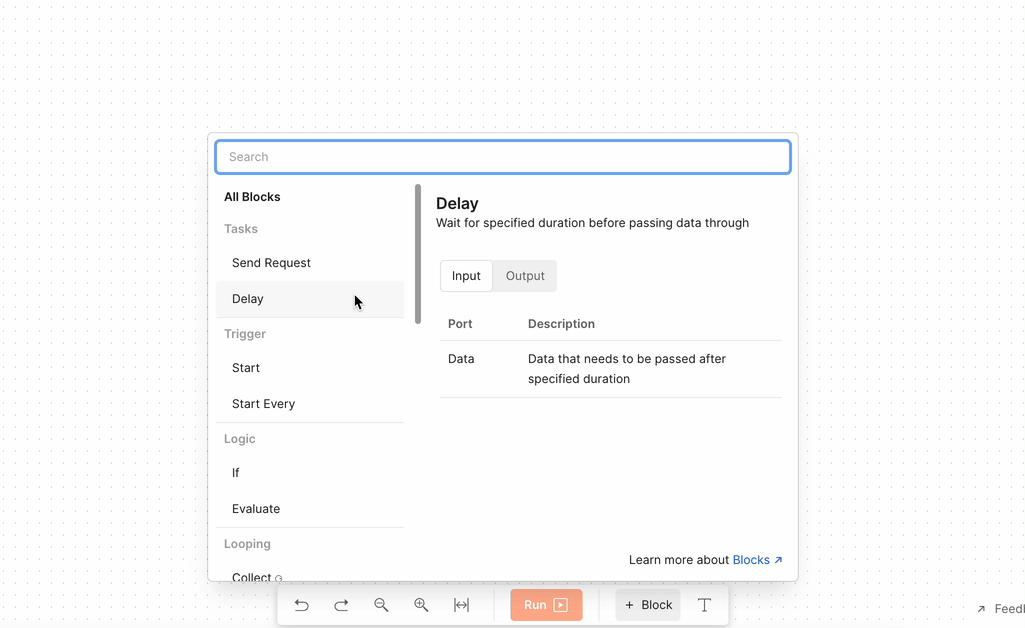 Search
All Blocks
Tasks
Send Request
Delay
Trigger
Start
Start Every
Logic
If
Evaluate
Looping
Collect
Delay
Wait for specified duration before passing data through
Input Output
Port Description
Data Data that needs to be passed after
specified duration
Learn more about Blocks ↗
Run + Block T